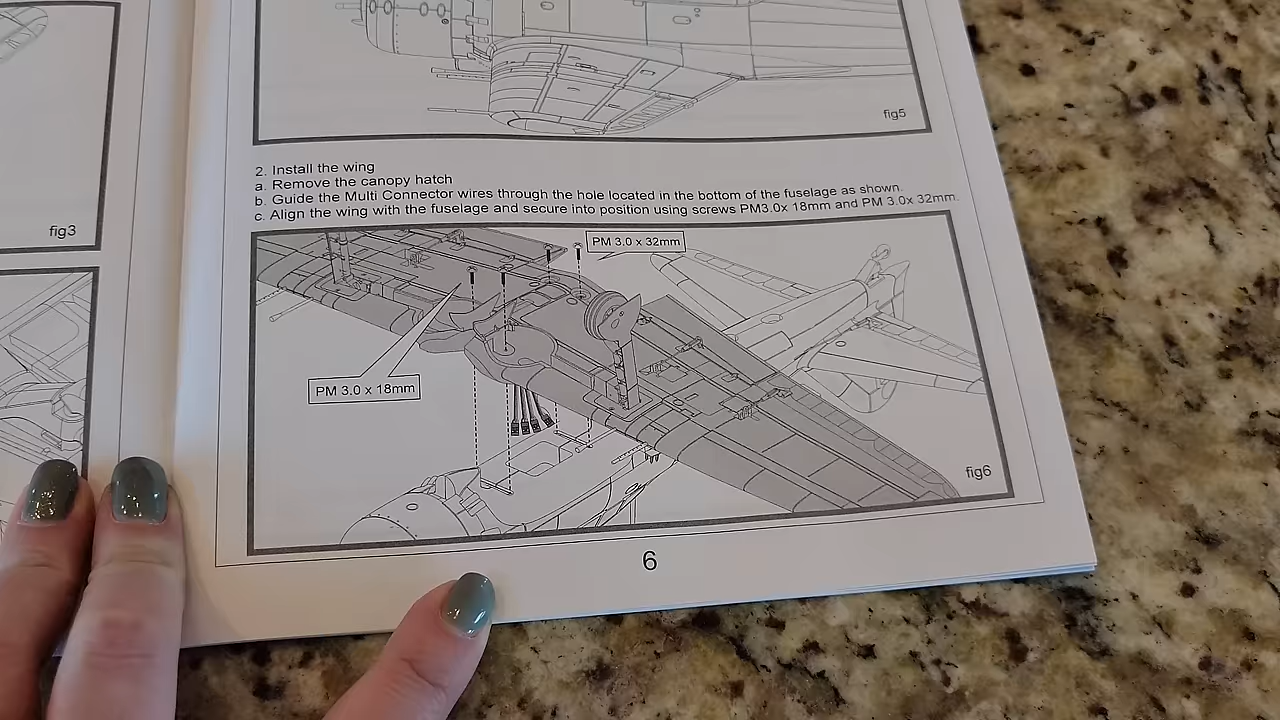 fig5
2. Install the wing
a. Remove the canopy hatch
b. Guide the Multi Connector wires through the hole located in the bottom of the fuselage as shown.
c. Align the wing with the fuselage and secure into position using screws PM3.0x 18mm and PM 3.0x 32mm.
fig3
PM 3.0 x 32mm
PM 3.0 x 18mm
fig6
6